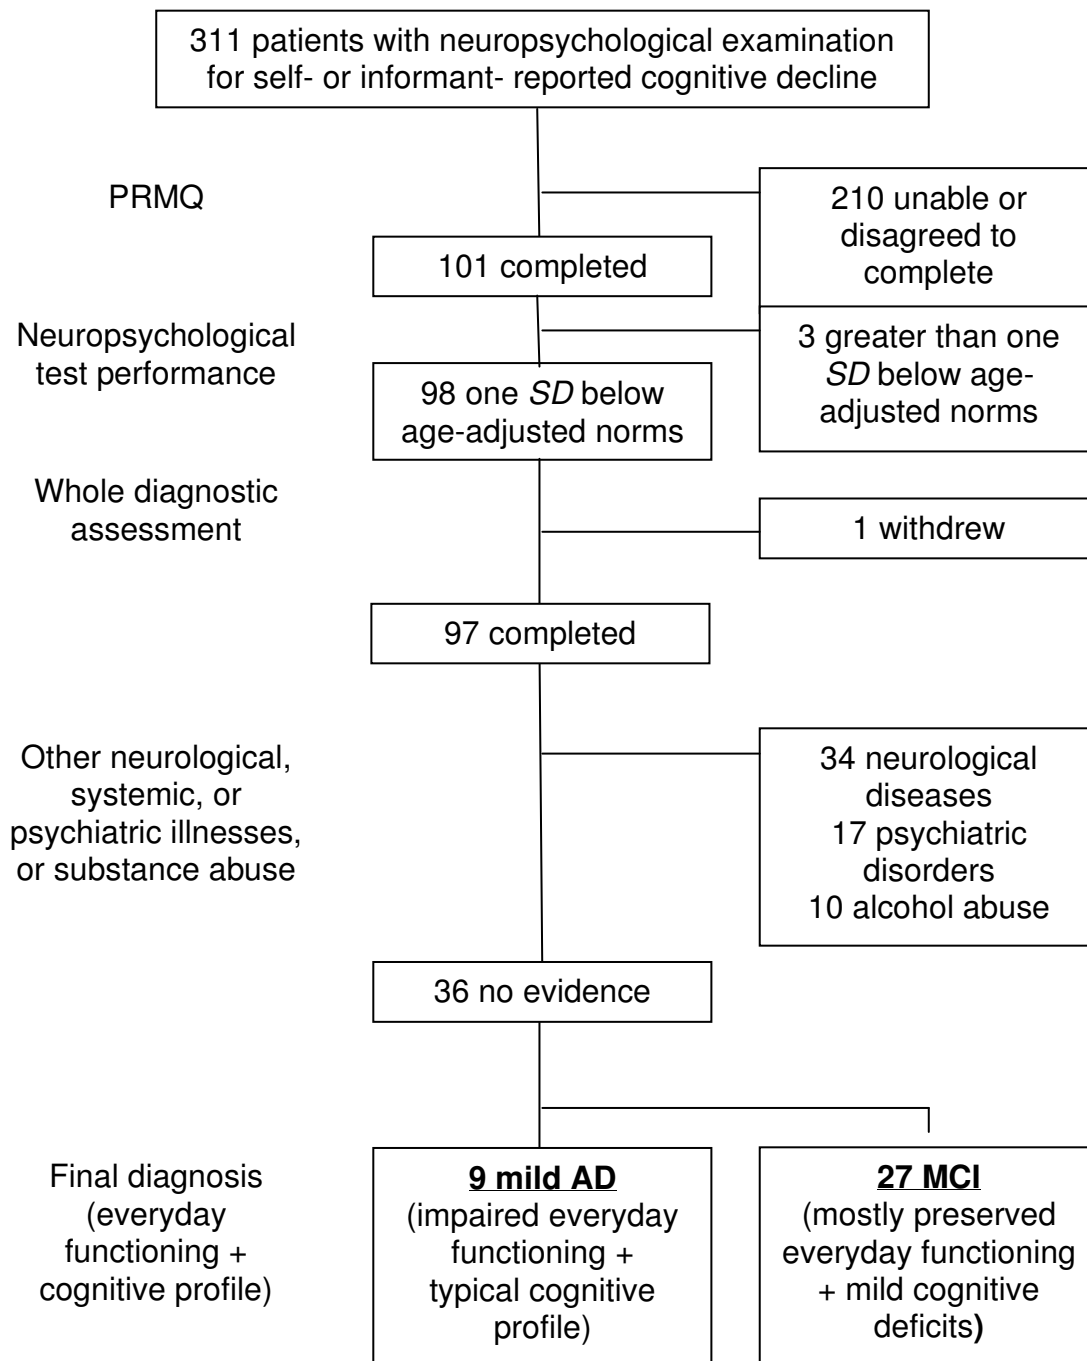 311 patients with neuropsychological examination
for self- or informant- reported cognitive decline
PRMQ
210 unable or
disagreed to
complete
101 completed
Neuropsychological
test performance
3 greater than one
SD below age-
adjusted norms
98 one SD below
age-adjusted norms
Whole diagnostic
assessment
1 withdrew
97 completed
Other neurological,
systemic, or
psychiatric illnesses,
or substance abuse
34 neurological
diseases
17 psychiatric
disorders
10 alcohol abuse
36 no evidence
Final diagnosis
(everyday
functioning +
cognitive profile)
9 mild AD
(impaired everyday
functioning +
typical cognitive
profile)
27 MCI
(mostly preserved
everyday functioning
+ mild cognitive
deficits)